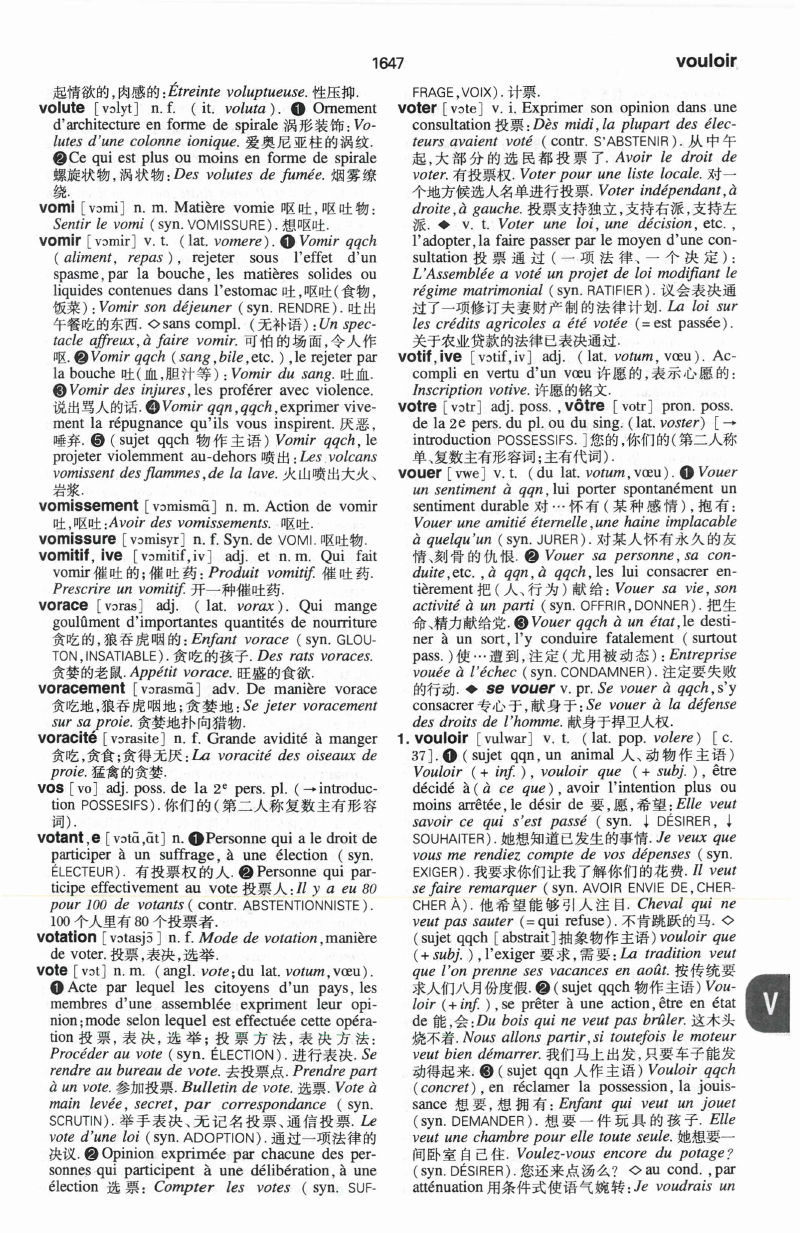 1647
vouloir
起情欲的,肉感的:Étreinte voluptueuse. 性压抑.
volute [vɔlyt] n. f. (it. voluta). ❶ Ornement
d'architecture en forme de spirale 涡形装饰:Vo-
lutes d'une colonne ionique. 爱奥尼亚柱的涡纹.
❷Ce qui est plus ou moins en forme de spirale
螺旋状物,涡状物:Des volutes de fumée. 烟雾缭
绕.
vomi [vɔmi] n. m. Matière vomie 呕吐,呕吐物:
Sentir le vomi (syn. VOMISSURE). 想呕吐.
vomir [vɔmir] v. t. (lat. vomere). ❶Vomir qqch
(aliment, repas), rejeter sous l'effet d'un
spasme, par la bouche, les matières solides ou
liquides contenues dans l'estomac 吐,呕吐(食物,
饭菜):Vomir son déjeuner (syn. RENDRE). 吐出
午餐吃的东西. ◇sans compl. (无补语):Un spec-
tacle affreux, à faire vomir. 可怕的场面,令人作
呕. ❷Vomir qqch (sang, bile, etc.), le rejeter par
la bouche 吐(血,胆汁等):Vomir du sang. 吐血.
❸Vomir des injures, les proférer avec violence.
说出骂人的话. ❹Vomir qqn, qqch, exprimer vive-
ment la répugnance qu'ils vous inspirent. 厌恶,
唾弃. ❺ (sujet qqch 物作主语) Vomir qqch, le
projeter violemment au-dehors 喷出:Les volcans
vomissent des flammes, de la lave. 火山喷出大火、
岩浆.
vomissement [vɔmismɑ̃] n. m. Action de vomir
吐,呕吐:Avoir des vomissements. 呕吐.
vomissure [vɔmisyr] n. f. Syn. de VOMI. 呕吐物.
vomitif, ive [vɔmitif, iv] adj. et n. m. Qui fait
vomir 催吐的;催吐药:Produit vomitif. 催吐药.
Prescrire un vomitif. 开一种催吐药.
vorace [vɔras] adj. (lat. vorax). Qui mange
goulûment d'importantes quantités de nourriture
贪吃的,狼吞虎咽的:Enfant vorace (syn. GLOU-
TON, INSATIABLE). 贪吃的孩子. Des rats voraces.
贪婪的老鼠. Appétit vorace. 旺盛的食欲.
voracement [vɔrasmɑ̃] adv. De manière vorace
贪吃地,狼吞虎咽地;贪婪地:Se jeter voracement
sur sa proie. 贪婪地扑向猎物.
voracité [vɔrasite] n. f. Grande avidité à manger
贪吃,贪食;贪得无厌:La voracité des oiseaux de
proie. 猛禽的贪婪.
vos [vo] adj. poss. de la 2e pers. pl. (→introduc-
tion POSSESIFS). 你们的(第二人称复数主有形容
词).
votant, e [vɔtɑ̃, ɑ̃t] n. ❶Personne qui a le droit de
participer à un suffrage, à une élection (syn.
ÉLECTEUR). 有投票权的人. ❷Personne qui par-
ticipe effectivement au vote 投票人:Il y a eu 80
pour 100 de votants (contr. ABSTENTIONNISTE).
100个人里有80个投票者.
votation [vɔtasjɔ̃] n. f. Mode de votation, manière
de voter. 投票,表决,选举.
vote [vɔt] n. m. (angl. vote; du lat. votum, vœu).
❶Acte par lequel les citoyens d'un pays, les
membres d'une assemblée expriment leur opi-
nion; mode selon lequel est effectuée cette opéra-
tion 投票,表决,选举;投票方法,表决方法:
Procéder au vote (syn. ÉLECTION). 进行表决. Se
rendre au bureau de vote. 去投票点. Prendre part
à un vote. 参加投票. Bulletin de vote. 选票. Vote à
main levée, secret, par correspondance (syn.
SCRUTIN). 举手表决、无记名投票、通信投票. Le
vote d'une loi (syn. ADOPTION). 通过一项法律的
决议. ❷Opinion exprimée par chacune des per-
sonnes qui participent à une délibération, à une
élection 选票: Compter les votes (syn. SUF-
FRAGE, VOIX). 计票.
voter [vɔte] v. i. Exprimer son opinion dans une
consultation 投票:Dès midi, la plupart des élec-
teurs avaient voté (contr. S'ABSTENIR). 从中午
起,大部分的选民都投票了. Avoir le droit de
voter. 有投票权. Voter pour une liste locale. 对一
个地方候选人名单进行投票. Voter indépendant, à
droite, à gauche. 投票支持独立,支持右派,支持左
派. ◆ v. t. Voter une loi, une décision, etc.,
l'adopter, la faire passer par le moyen d'une con-
sultation 投票通过(一项法律、一个决定):
L'Assemblée a voté un projet de loi modifiant le
régime matrimonial (syn. RATIFIER). 议会表决通
过了一项修订夫妻财产制的法律计划. La loi sur
les crédits agricoles a été votée (= est passée).
关于农业贷款的法律已表决通过.
votif, ive [vɔtif, iv] adj. (lat. votum, vœu). Ac-
compli en vertu d'un vœu 许愿的,表示心愿的:
Inscription votive. 许愿的铭文.
votre [vɔtr] adj. poss., vôtre [votr] pron. poss.
de la 2e pers. du pl. ou du sing. (lat. voster) [→
introduction POSSESSIFS.]您的,你们的(第二人称
单、复数主有形容词;主有代词).
vouer [vwe] v. t. (du lat. votum, vœu). ❶Vouer
un sentiment à qqn, lui porter spontanément un
sentiment durable 对…怀有(某种感情),抱有:
Vouer une amitié éternelle, une haine implacable
à quelqu'un (syn. JURER). 对某人怀有永久的友
情、刻骨的仇恨. ❷Vouer sa personne, sa con-
duite, etc., à qqn, à qqch, les lui consacrer en-
tièrement 把(人、行为)献给:Vouer sa vie, son
activité à un parti (syn. OFFRIR, DONNER). 把生
命、精力献给党. ❸Vouer qqch à un état, le desti-
ner à un sort, l'y conduire fatalement (surtout
pass.)使…遭到,注定(尤用被动态):Entreprise
vouée à l'échec (syn. CONDAMNER). 注定要失败
的行动. ◆ se vouer v. pr. Se vouer à qqch, s'y
consacrer 专心于,献身于:Se vouer à la défense
des droits de l'homme. 献身于捍卫人权.
1. vouloir [vulwar] v. t. (lat. pop. volere) [c.
37]. ❶ (sujet qqn, un animal 人、动物作主语)
Vouloir (+ inf.), vouloir que (+ subj.), être
décidé à (à ce que), avoir l'intention plus ou
moins arrêtée, le désir de 要,愿,希望:Elle veut
savoir ce qui s'est passé (syn. ↓ DÉSIRER, ↓
SOUHAITER). 她想知道已发生的事情. Je veux que
vous me rendiez compte de vos dépenses (syn.
EXIGER). 我要求你们让我了解你们的花费. Il veut
se faire remarquer (syn. AVOIR ENVIE DE, CHER-
CHER À). 他希望能够引人注目. Cheval qui ne
veut pas sauter (= qui refuse). 不肯跳跃的马. ◇
(sujet qqch [abstrait]抽象物作主语) vouloir que
(+ subj.), l'exiger 要求,需要:La tradition veut
que l'on prenne ses vacances en août. 按传统要
求人们八月份度假. ❷(sujet qqch 物作主语) Vou-
loir (+ inf.), se prêter à une action, être en état
de 能,会:Du bois qui ne veut pas brûler. 这木头
烧不着. Nous allons partir, si toutefois le moteur
veut bien démarrer. 我们马上出发,只要车子能发
动得起来. ❸ (sujet qqn 人作主语) Vouloir qqch
(concret), en réclamer la possession, la jouis-
sance 想要,想拥有:Enfant qui veut un jouet
(syn. DEMANDER). 想要一件玩具的孩子. Elle
veut une chambre pour elle toute seule. 她想要一
间卧室自己住. Voulez-vous encore du potage?
(syn. DÉSIRER). 您还来点汤么? ◇au cond., par
atténuation 用条件式使语气婉转:Je voudrais un
V